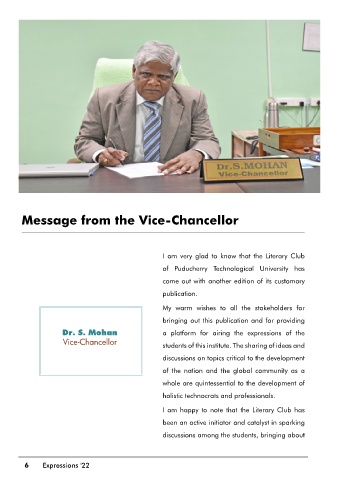 Dr.S.MOHAN
Vice-Chancellor
Message from the Vice-Chancellor
I am very glad to know that the Literary Club
of Puducherry Technological University has
come out with another edition of its customary
publication.
My warm wishes to all the stakeholders for
bringing out this publication and for providing
a platform for airing the expressions of the
students of this institute. The sharing of ideas and
discussions on topics critical to the development
of the nation and the global community as a
whole are quintessential to the development of
holistic technocrats and professionals.
I am happy to note that the Literary Club has
been an active initiator and catalyst in sparking
discussions among the students, bringing about
Dr. S. Mohan
Vice-Chancellor
6 Expressions '22